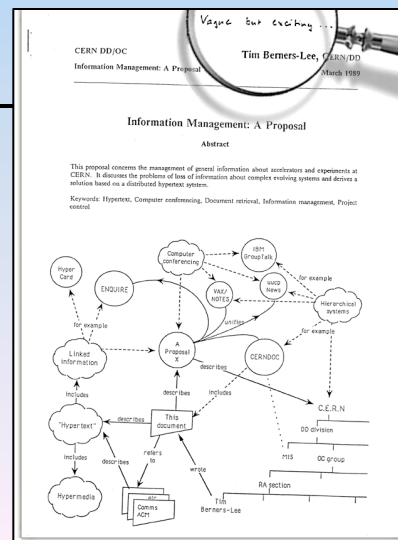 Vague but exciting ...
CERN DD/OC
Tim Berners-Lee, CERN/DD
Information Management: A Proposal
March 1989
Information Management: A Proposal
Abstract
This proposal concerns the management of general information about accelerators and experiments at
CERN. It discusses the problems of loss of information about complex evolving systems and derives a
solution based on a distributed hypertext system.
Keywords: Hypertext, Computer conferencing, Document retrieval, Information management, Project
control
Computer
conferencing
IBM
GroupTalk
Hyper
Card
ENQUIRE
VAX/
NOTES
uucp
News
for example
Hierarchical
systems
for example
unifies
for example
Linked
information
A
Proposal
X
CERNDOC
describes
includes
describes
includes
C.E.R.N
"Hypertext"
describes
This
document
DD division
includes
describes
refers
to
MIS
OC group
wrote
RA section
Hypermedia
etc
Comms
ACM
Tim
Berners-Lee